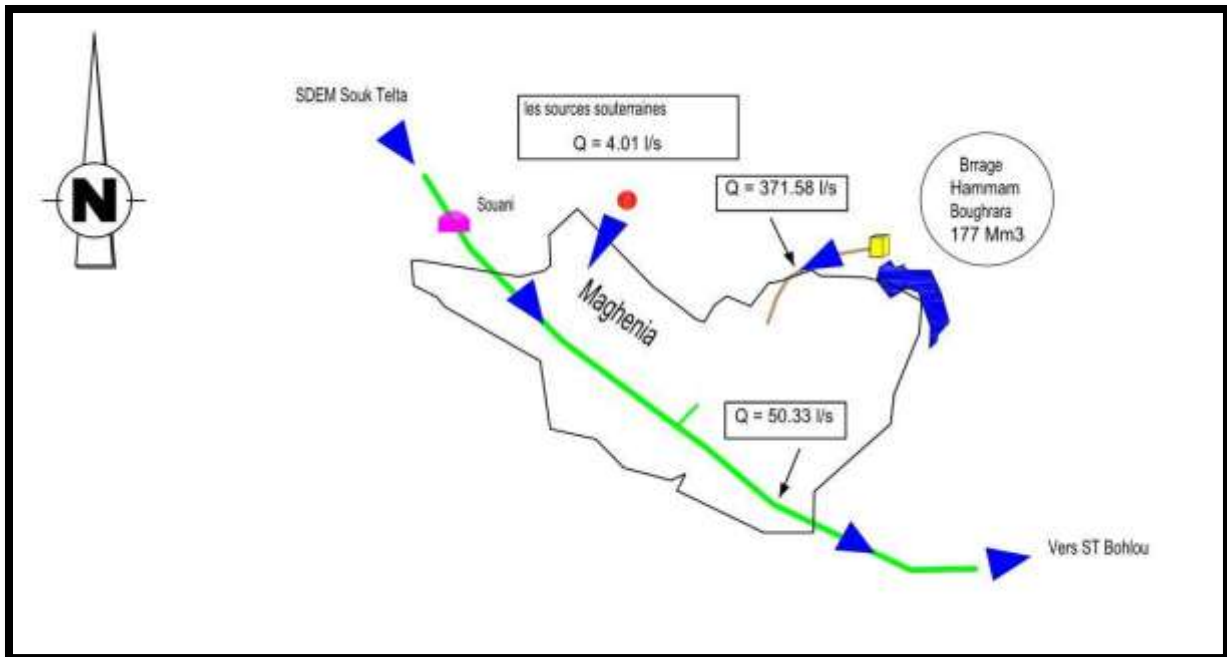 N
SDEM Souk Telta
les sources souterraines
Q = 4.01 l/s
Q = 371.58 l/s
Brrage
Hammam
Boughrara
177 Mm3
Souani
Maghenia
Q = 50.33 l/s
Vers ST Bohlou